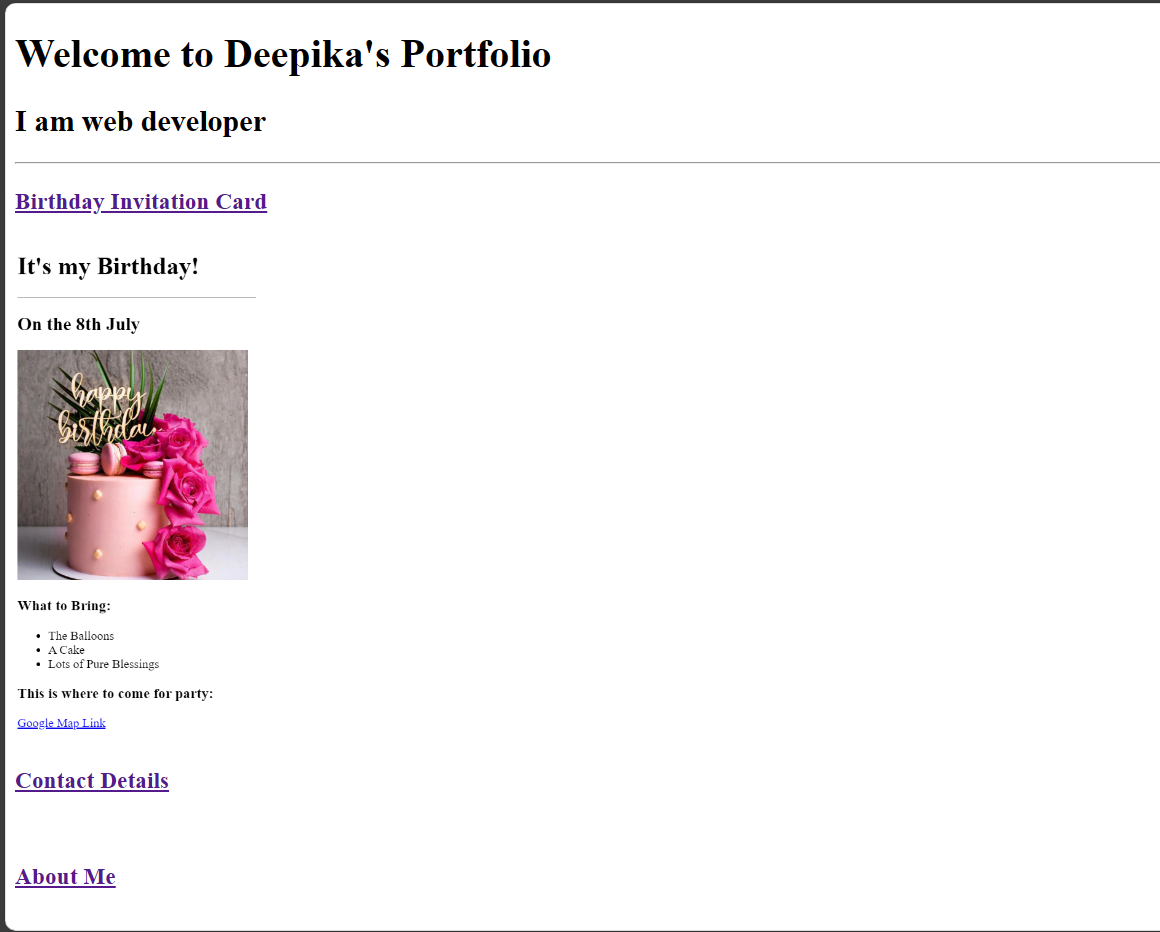 Welcome to Deepika's Portfolio
I am web developer
Birthday Invitation Card
It's my Birthday!
On the 8th July
happy
birthday
What to Bring:
The Balloons
A Cake
Lots of Pure Blessings
This is where to come for party:
Google Map Link
Contact Details
About Me